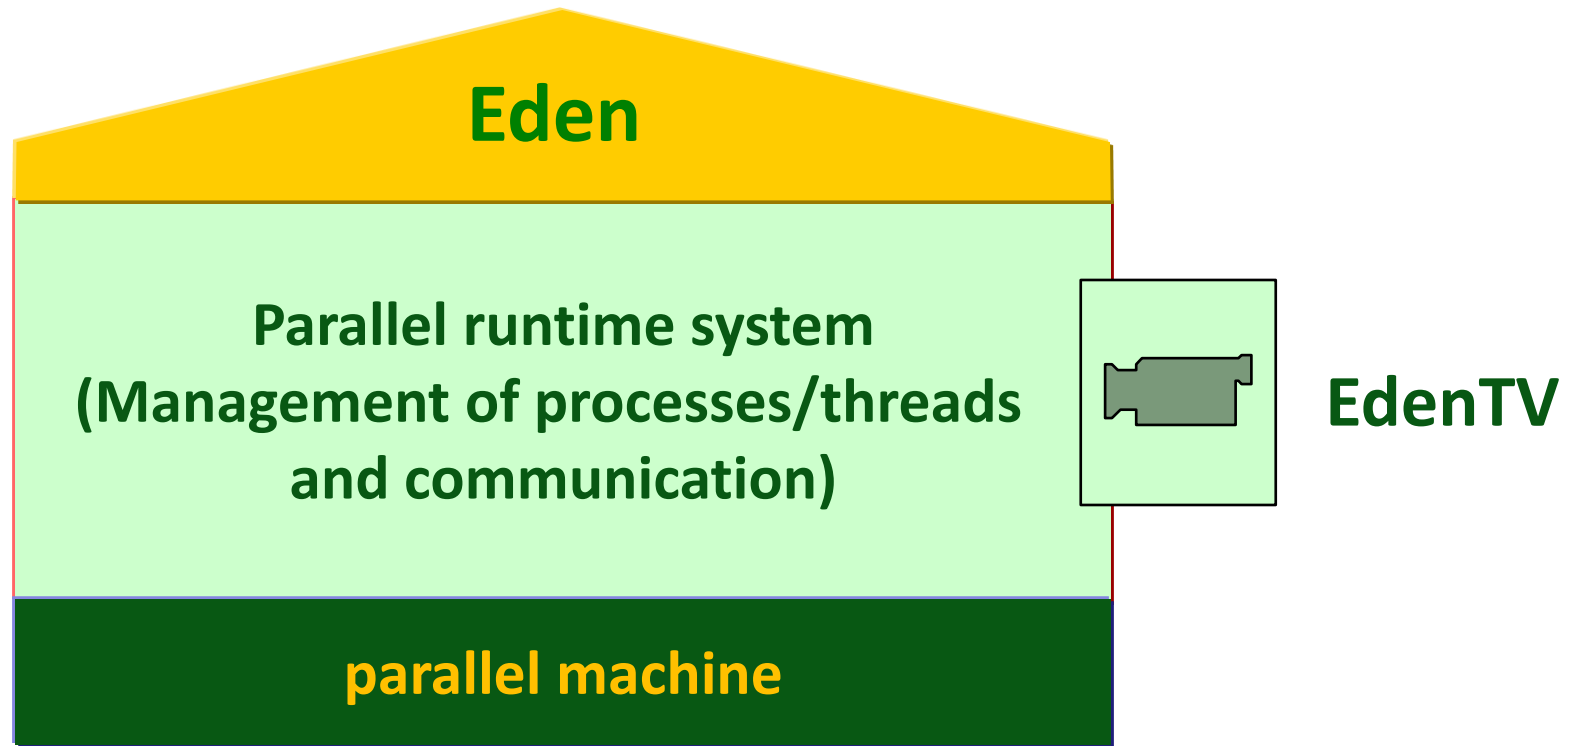 Eden
Parallel runtime system
(Management of processes/threads
and communication)
EdenTV
parallel machine